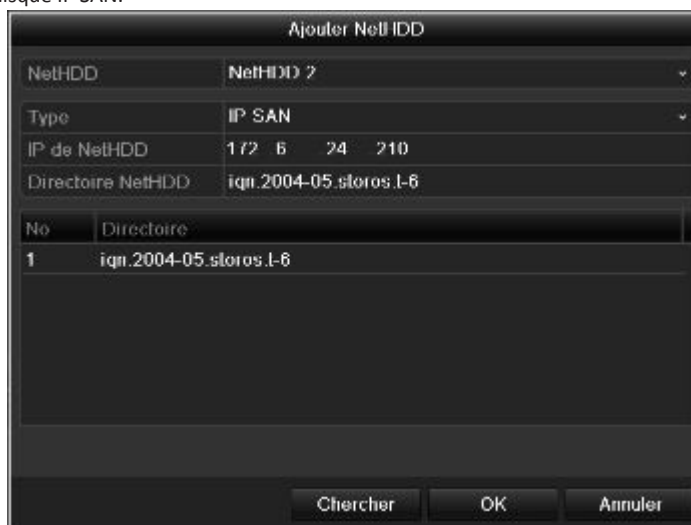 isque IP SAN.
Ajouter NetHDD
NetHDD NetHDD 2
Type IP SAN
IP de NetHDD 172 6 24 210
Directoire NetHDD iqn.2004-05.storos.t-6
No Directoire
1 iqn.2004-05.storos.t-6
Chercher OK Annuler